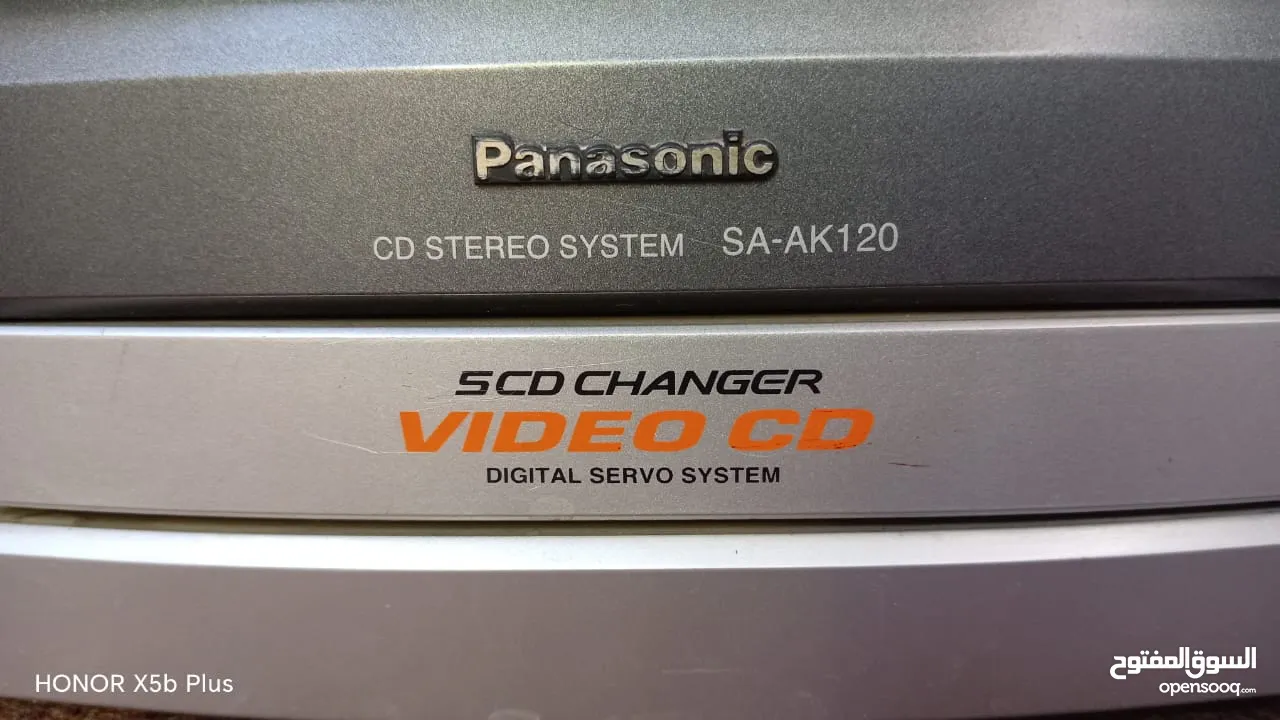 Panasonic
CD STEREO SYSTEM SA-AK120
5CD CHANGER
VIDEO CD
DIGITAL SERVO SYSTEM
HONOR X5b Plus
السوق المفتوح
opensooq.com